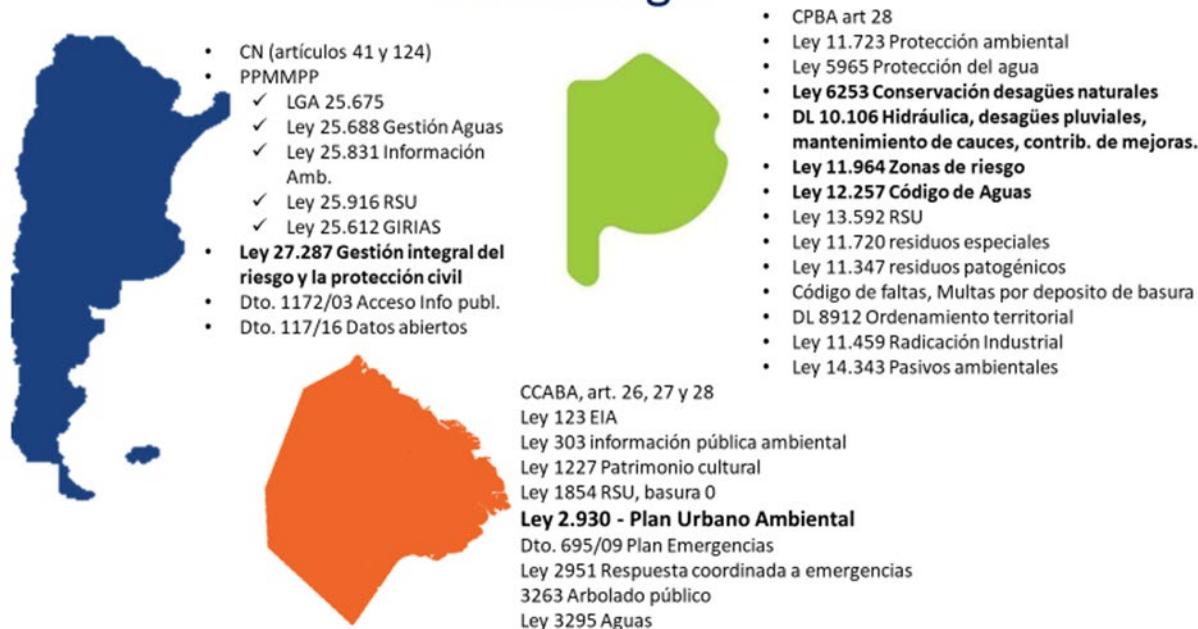 • CN (artículos 41 y 124)
• PPMMPP
✓ LGA 25.675
✓ Ley 25.688 Gestión Aguas
✓ Ley 25.831 Información
Amb.
✓ Ley 25.916 RSU
✓ Ley 25.612 GIRIAS
• Ley 27.287 Gestión integral del
riesgo y la protección civil
• Dto. 1172/03 Acceso Info publ.
• Dto. 117/16 Datos abiertos
• CPBA art 28
• Ley 11.723 Protección ambiental
• Ley 5965 Protección del agua
• Ley 6253 Conservación desagües naturales
• DL 10.106 Hidráulica, desagües pluviales,
mantenimiento de cauces, contrib. de mejoras.
• Ley 11.964 Zonas de riesgo
• Ley 12.257 Código de Aguas
• Ley 13.592 RSU
• Ley 11.720 residuos especiales
• Ley 11.347 residuos patogénicos
• Código de faltas, Multas por deposito de basura
• DL 8912 Ordenamiento territorial
• Ley 11.459 Radicación Industrial
• Ley 14.343 Pasivos ambientales
CCABA, art. 26, 27 y 28
Ley 123 EIA
Ley 303 información pública ambiental
Ley 1227 Patrimonio cultural
Ley 1854 RSU, basura 0
Ley 2.930 - Plan Urbano Ambiental
Dto. 695/09 Plan Emergencias
Ley 2951 Respuesta coordinada a emergencias
3263 Arbolado público
Ley 3295 Aguas